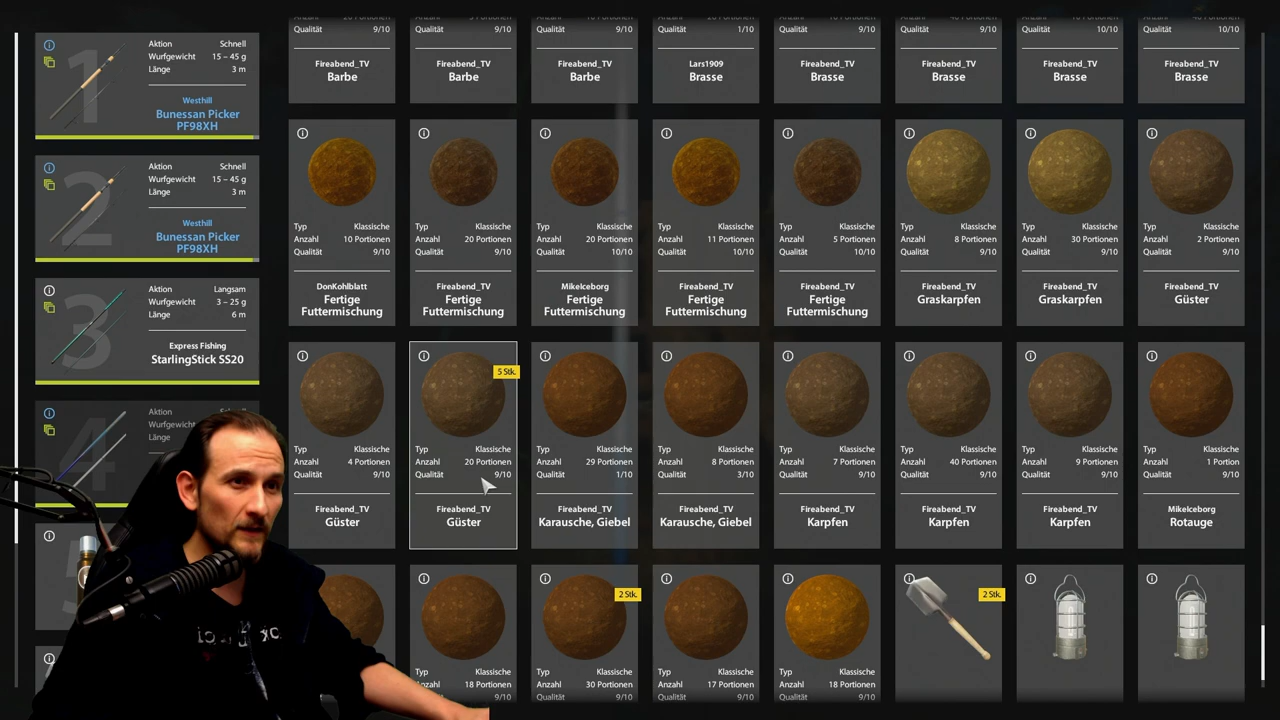 1
Aktion Schnell
Wurfgewicht 15 – 45 g
Länge 3 m
Westhill
Bunessan Picker
PF98XH
2
Aktion Schnell
Wurfgewicht 15 – 45 g
Länge 3 m
Westhill
Bunessan Picker
PF98XH
3
Aktion Langsam
Wurfgewicht 3 – 25 g
Länge 6 m
Express Fishing
StarlingStick SS20
4
Aktion
Wurfgewicht
Länge
Qualität 9/10
Fireabend_TV
Barbe
Qualität 9/10
Fireabend_TV
Barbe
Qualität 9/10
Fireabend_TV
Barbe
Qualität 1/10
Lars1909
Brasse
Qualität 9/10
Fireabend_TV
Brasse
Qualität 9/10
Fireabend_TV
Brasse
Qualität 10/10
Fireabend_TV
Brasse
Qualität 10/10
Fireabend_TV
Brasse
Typ Klassische
Anzahl 10 Portionen
Qualität 9/10
DonKohlblatt
Fertige
Futtermischung
Typ Klassische
Anzahl 20 Portionen
Qualität 9/10
Fireabend_TV
Fertige
Futtermischung
Typ Klassische
Anzahl 20 Portionen
Qualität 10/10
MikeIceborg
Fertige
Futtermischung
Typ Klassische
Anzahl 11 Portionen
Qualität 10/10
Fireabend_TV
Fertige
Futtermischung
Typ Klassische
Anzahl 5 Portionen
Qualität 10/10
Fireabend_TV
Fertige
Futtermischung
Typ Klassische
Anzahl 8 Portionen
Qualität 9/10
Fireabend_TV
Graskarpfen
Typ Klassische
Anzahl 30 Portionen
Qualität 9/10
Fireabend_TV
Graskarpfen
Typ Klassische
Anzahl 2 Portionen
Qualität 9/10
Fireabend_TV
Güster
Typ Klassische
Anzahl 4 Portionen
Qualität 9/10
Fireabend_TV
Güster
5 Stk.
Typ Klassische
Anzahl 20 Portionen
Qualität 9/10
Fireabend_TV
Güster
Typ Klassische
Anzahl 29 Portionen
Qualität 1/10
Fireabend_TV
Karausche, Giebel
Typ Klassische
Anzahl 8 Portionen
Qualität 3/10
Fireabend_TV
Karausche, Giebel
Typ Klassische
Anzahl 7 Portionen
Qualität 9/10
Fireabend_TV
Karpfen
Typ Klassische
Anzahl 40 Portionen
Qualität 9/10
Fireabend_TV
Karpfen
Typ Klassische
Anzahl 9 Portionen
Qualität 9/10
Fireabend_TV
Karpfen
Typ Klassische
Anzahl 1 Portion
Qualität 9/10
MikeIceborg
Rotauge
Typ Klassische
Anzahl 18 Portionen
9/10
2 Stk.
Typ Klassische
Anzahl 30 Portionen
Qualität 9/10
Typ Klassische
Anzahl 17 Portionen
Qualität 9/10
Typ Klassische
Anzahl 18 Portionen
Qualität 9/10
2 Stk.